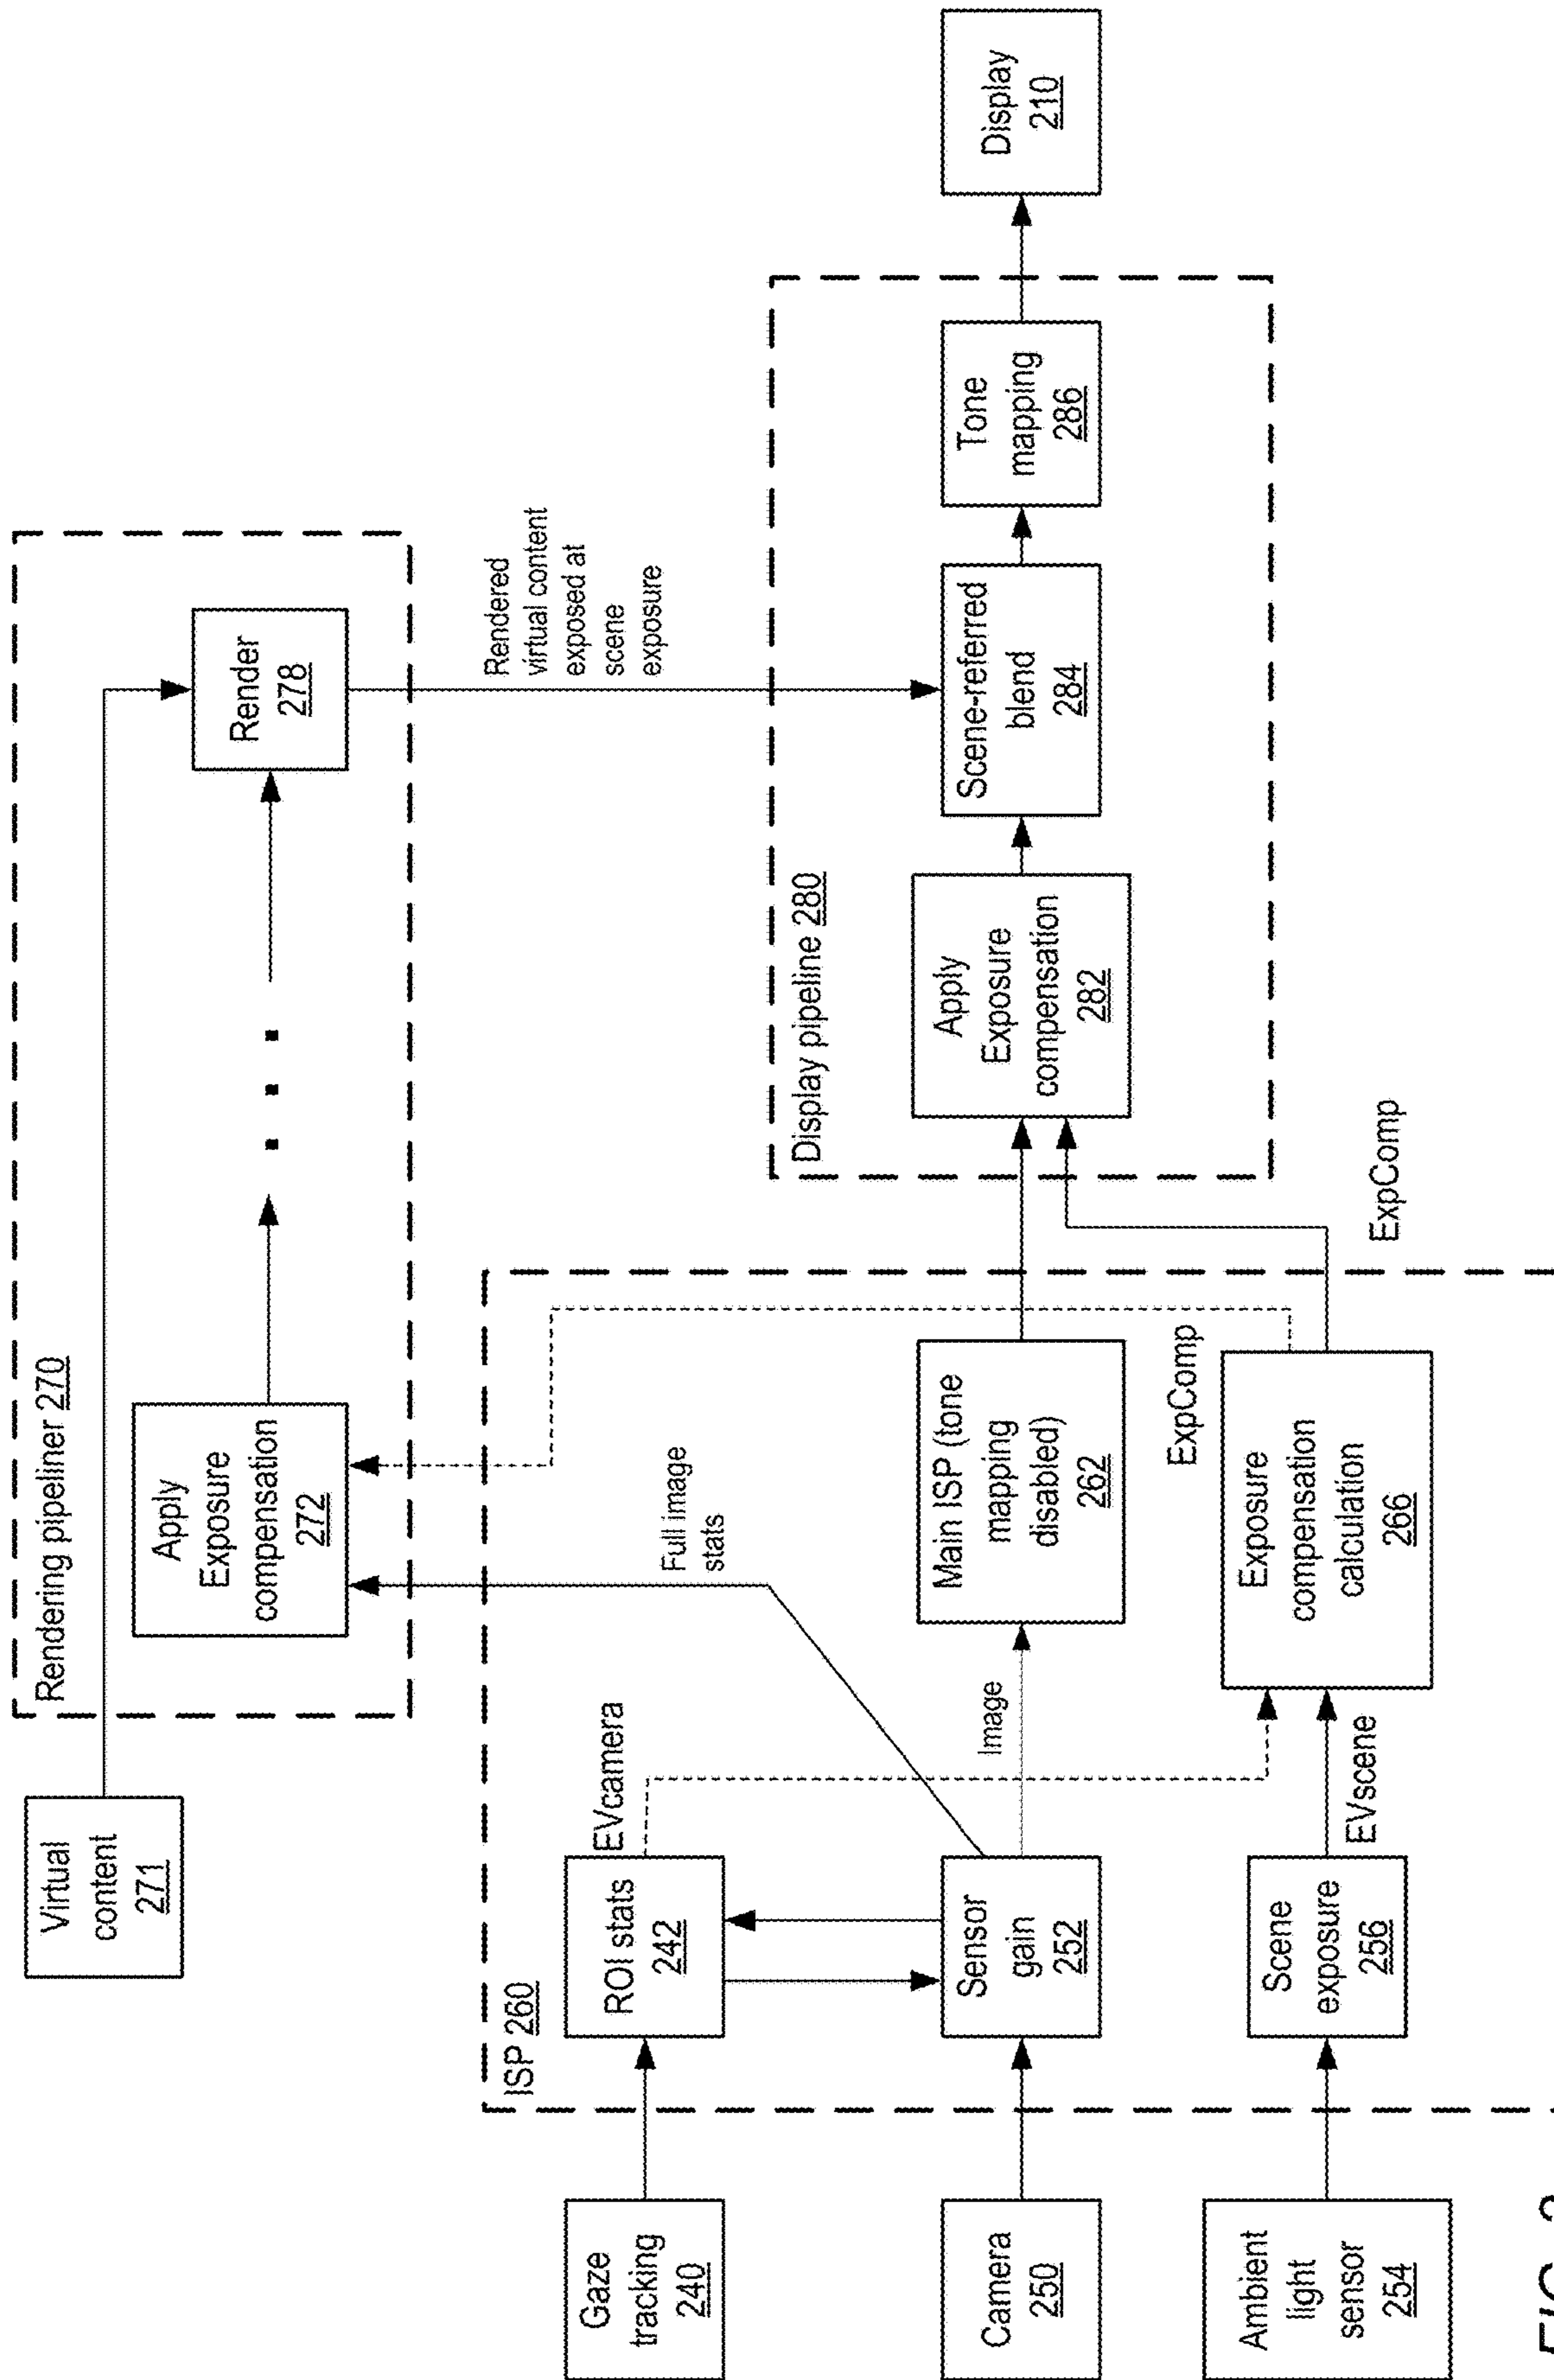 Virtual
content
271
Rendering pipeliner 270
Apply
Exposure
compensation
272
Render
278
Rendered
virtual content
exposed at
scene
exposure
Full image
stats
ISP 260
Gaze
tracking
240
ROI stats
242
EVcamera
Camera
250
Sensor
gain
252
Image
Main ISP (tone
mapping
disabled)
262
Ambient
light
sensor
254
Scene
exposure
256
EVscene
Exposure
compensation
calculation
266
ExpComp
ExpComp
Display pipeline 280
Apply
Exposure
compensation
282
Scene-referred
blend
284
Tone
mapping
286
Display
210
FIG.